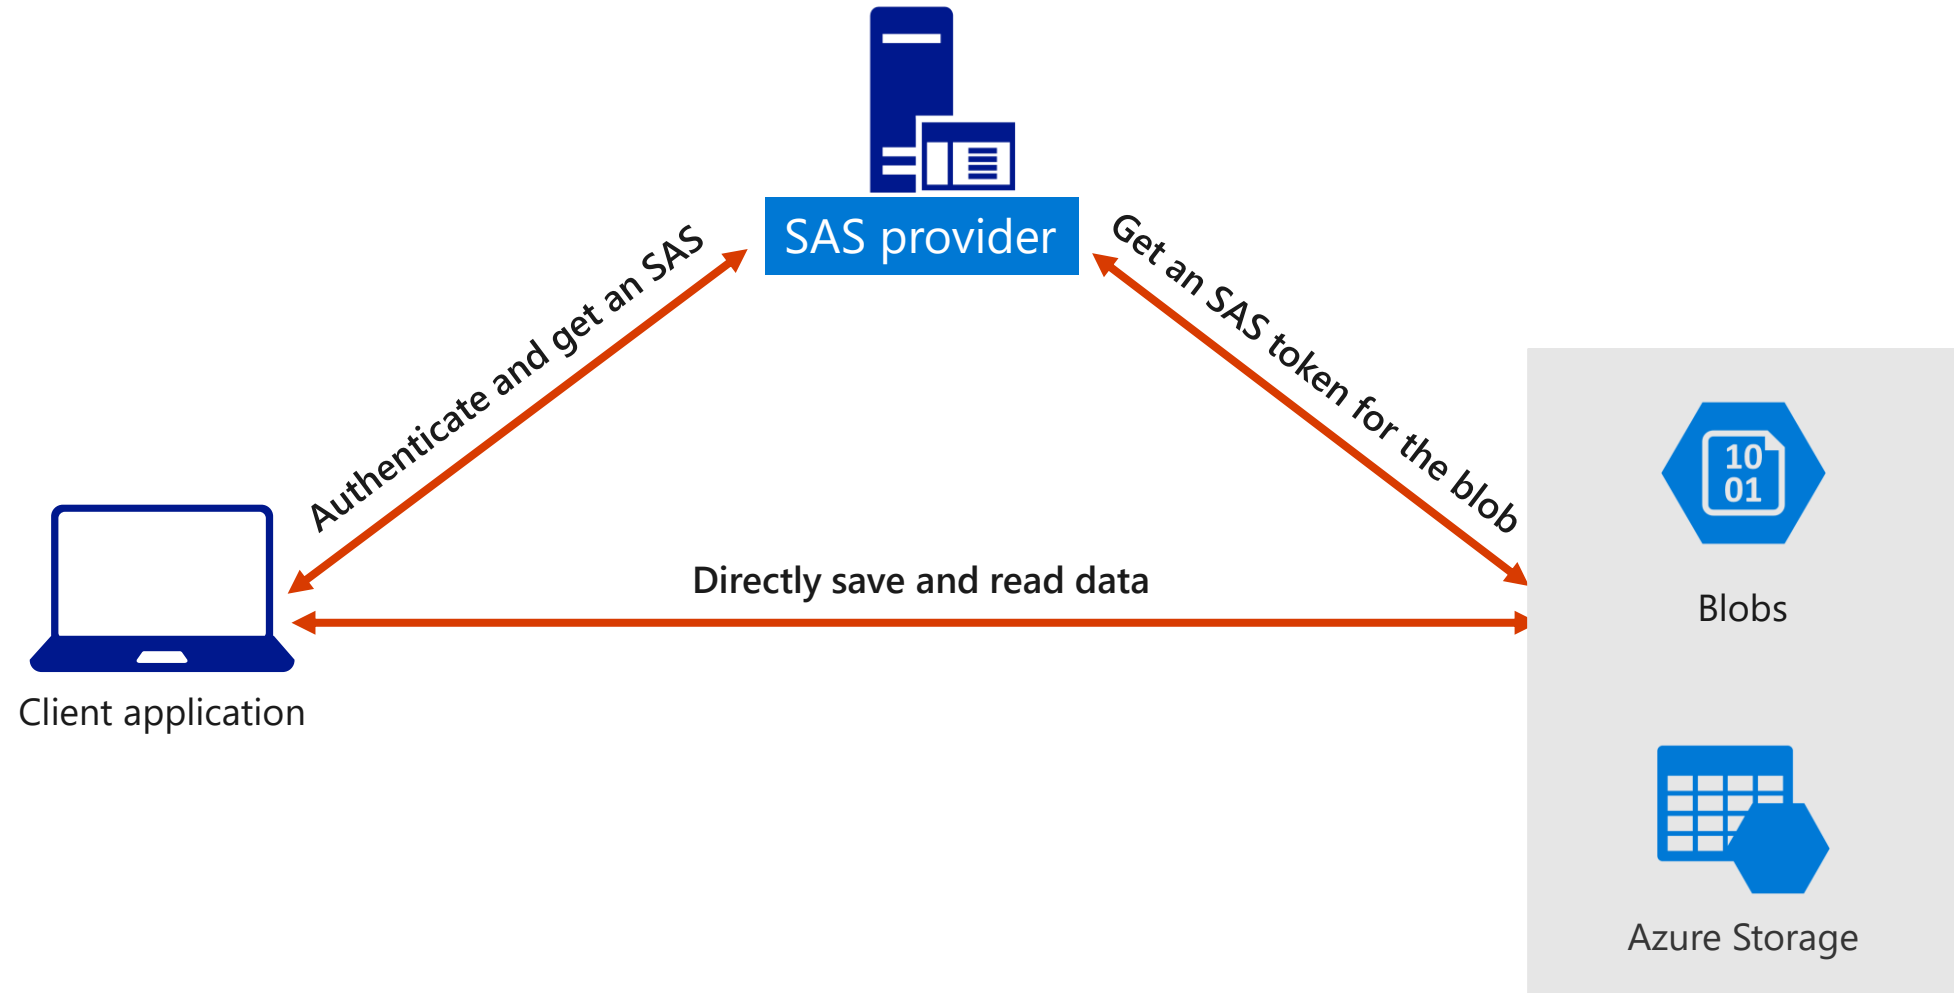 SAS provider
Authenticate and get an SAS
Get an SAS token for the blob
10
01
Directly save and read data
Blobs
Client application
Azure Storage